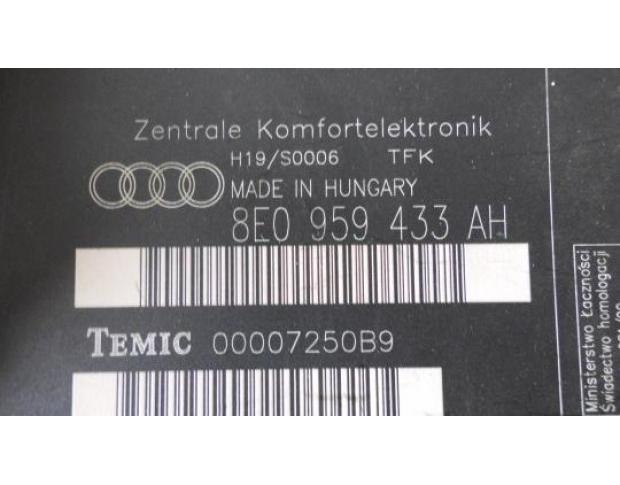 Zentrale Komfortelektronik
H19/S0006 TFK
MADE IN HUNGARY
8E0 959 433 AH
TEMIC 00007250B9
Ministerstwo Łączności
Świadectwo homologacji